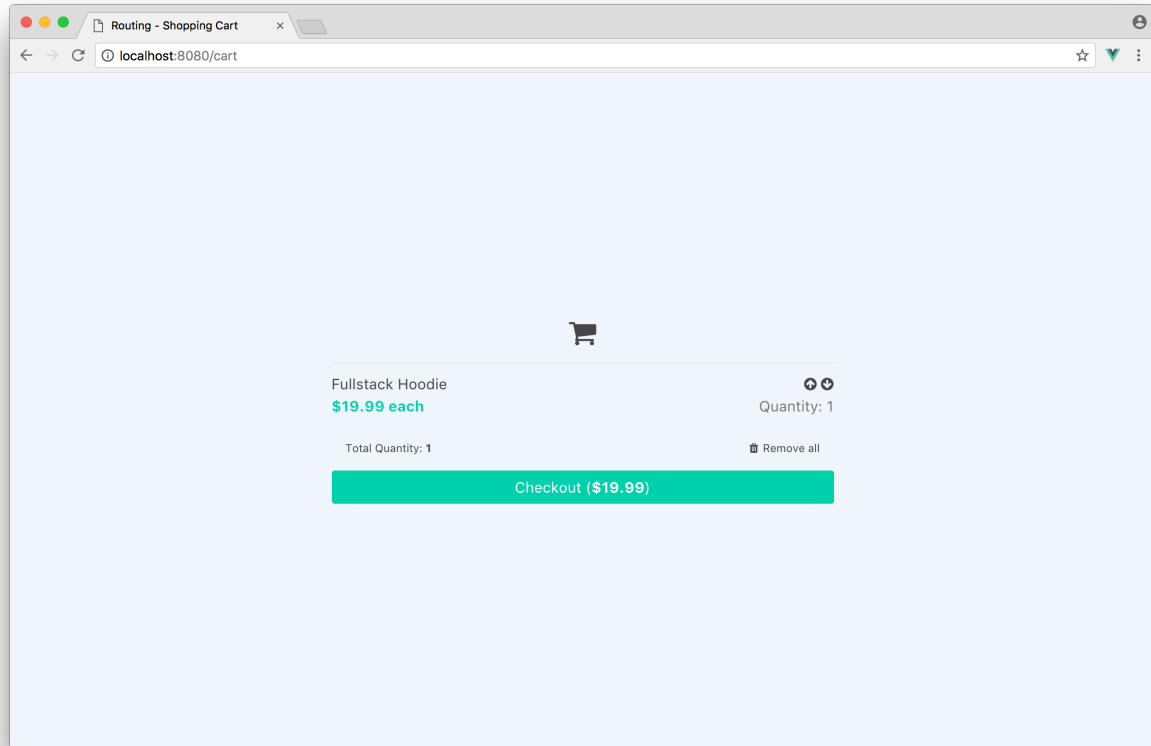 Routing - Shopping Cart
localhost:8080/cart
Fullstack Hoodie
$19.99 each
Quantity: 1
Total Quantity: 1
Remove all
Checkout ($19.99)